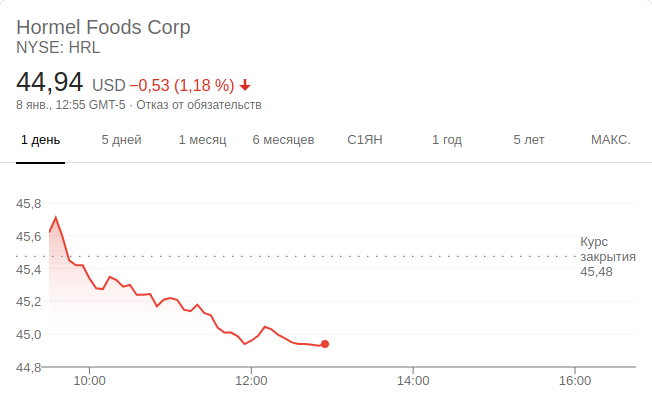 Hormel Foods Corp
NYSE: HRL
44,94 USD −0,53 (1,18 %)
8 янв., 12:55 GMT-5 · Отказ от обязательств
1 день 5 дней 1 месяц 6 месяцев С1ЯН 1 год 5 лет МАКС.
45,8
45,6
Курс
закрытия
45,48
45,4
45,2
45,0
44,8
10:00 12:00 14:00 16:00